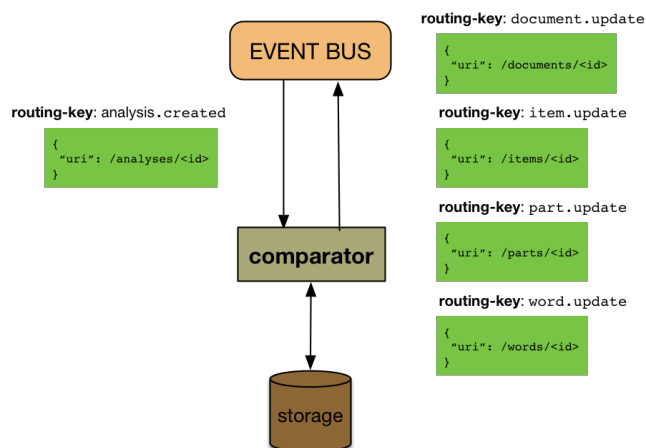 routing-key: document.update
EVENT BUS
{
"uri": /documents/<id>
}
routing-key: analysis.created
{
"uri": /analyses/<id>
}
routing-key: item.update
{
"uri": /items/<id>
}
routing-key: part.update
{
"uri": /parts/<id>
}
comparator
routing-key: word.update
{
"uri": /words/<id>
}
storage